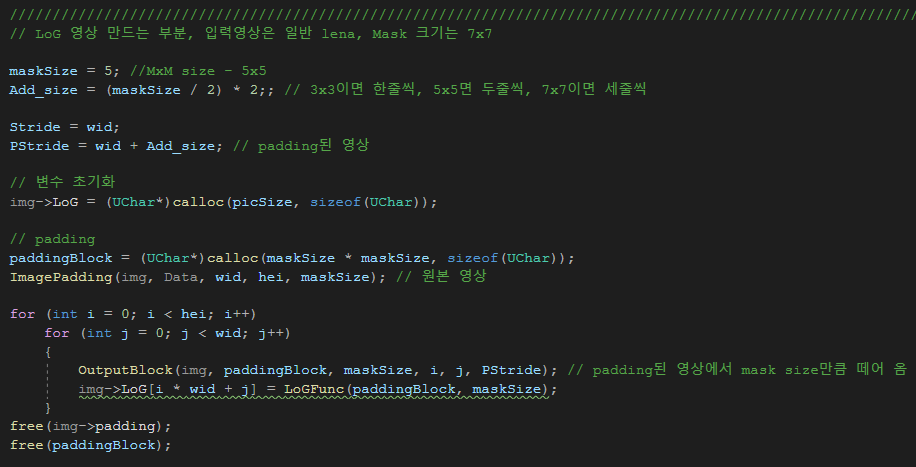 ////////////////////////////////////////////////////////////////////////////////////////////////////////////////////
// LoG 영상 만드는 부분, 입력영상은 일반 lena, Mask 크기는 7x7
maskSize = 5; //MxM size - 5x5
Add_size = (maskSize / 2) * 2;; // 3x3이면 한줄씩, 5x5면 두줄씩, 7x7이면 세줄씩
Stride = wid;
PStride = wid + Add_size; // padding된 영상
// 변수 초기화
img->LoG = (UChar*)calloc(picSize, sizeof(UChar));
// padding
paddingBlock = (UChar*)calloc(maskSize * maskSize, sizeof(UChar));
ImagePadding(img, Data, wid, hei, maskSize); // 원본 영상
for (int i = 0; i < hei; i++)
for (int j = 0; j < wid; j++)
{
OutputBlock(img, paddingBlock, maskSize, i, j, PStride); // padding된 영상에서 mask size만큼 떼어 옴
img->LoG[i * wid + j] = LoGFunc(paddingBlock, maskSize);
}
free(img->padding);
free(paddingBlock);